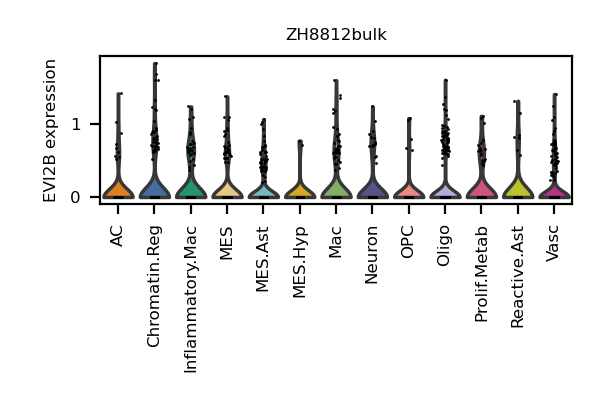 ZH8812bulk
EVI2B expression
1
0
AC
Chromatin.Reg
Inflammatory.Mac
MES
MES.Ast
MES.Hyp
Mac
Neuron
OPC
Oligo
Prolif.Metab
Reactive.Ast
Vasc